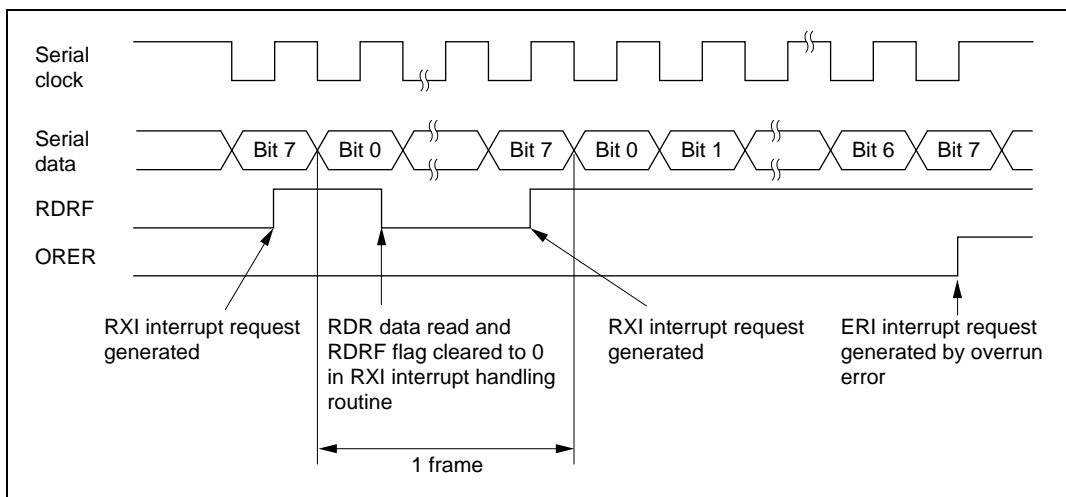 Serial
clock
Serial
data
Bit 7 Bit 0 Bit 7 Bit 0 Bit 1 Bit 6 Bit 7
RDRF
ORER
RXI interrupt request
generated
RDR data read and
RDRF flag cleared to 0
in RXI interrupt handling
routine
RXI interrupt request
generated
ERI interrupt request
generated by overrun
error
1 frame